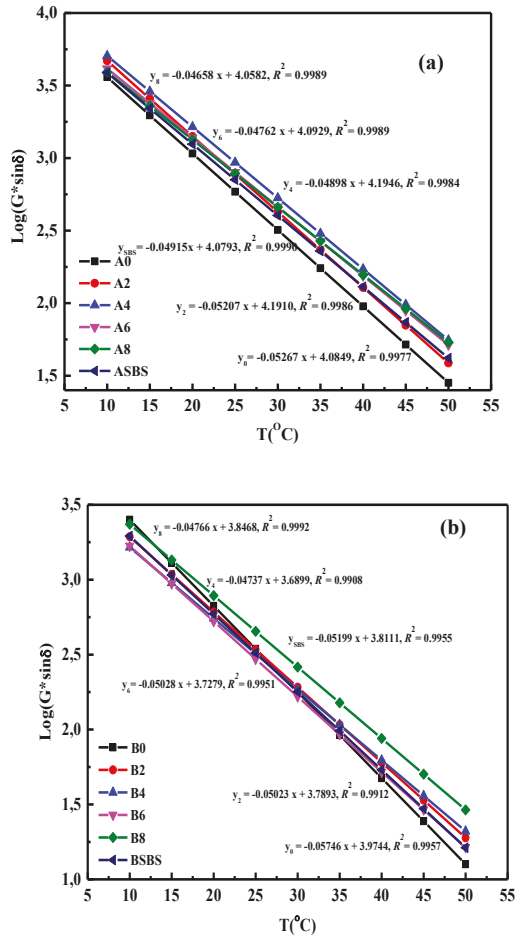 (a)
y8 = -0.04658 x + 4.0582, R2 = 0.9989
y6 = -0.04762 x + 4.0929, R2 = 0.9989
y4 = -0.04898 x + 4.1946, R2 = 0.9984
ySBS= -0.04915x + 4.0793, R2 = 0.9990
y2 = -0.05207 x + 4.1910, R2 = 0.9986
y0 = -0.05267 x + 4.0849, R2 = 0.9977
Log(G*sinδ)
4.0
3.5
3.0
2.5
2.0
1.5
A0
A2
A4
A6
A8
ASBS
5 10 15 20 25 30 35 40 45 50 55
T(OC)
(b)
y8 = -0.04766 x + 3.8468, R2 = 0.9992
y4 = -0.04737 x + 3.6899, R2 = 0.9908
ySBS = -0.05199 x + 3.8111, R2 = 0.9955
y6 = -0.05028 x + 3.7279, R2 = 0.9951
y2 = -0.05023 x + 3.7893, R2 = 0.9912
y0 = -0.05746 x + 3.9744, R2 = 0.9957
Log(G*sinδ)
3,5
3,0
2,5
2,0
1,5
1,0
B0
B2
B4
B6
B8
BSBS
5 10 15 20 25 30 35 40 45 50 55
T(°C)